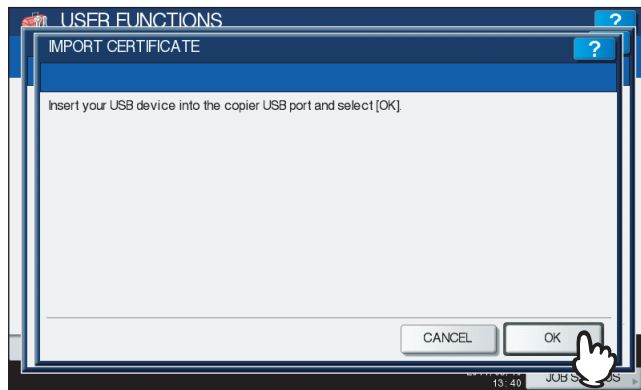 USER FUNCTIONS
?
IMPORT CERTIFICATE
?
Insert your USB device into the copier USB port and select [OK].
CANCEL
OK
13:40
JOB